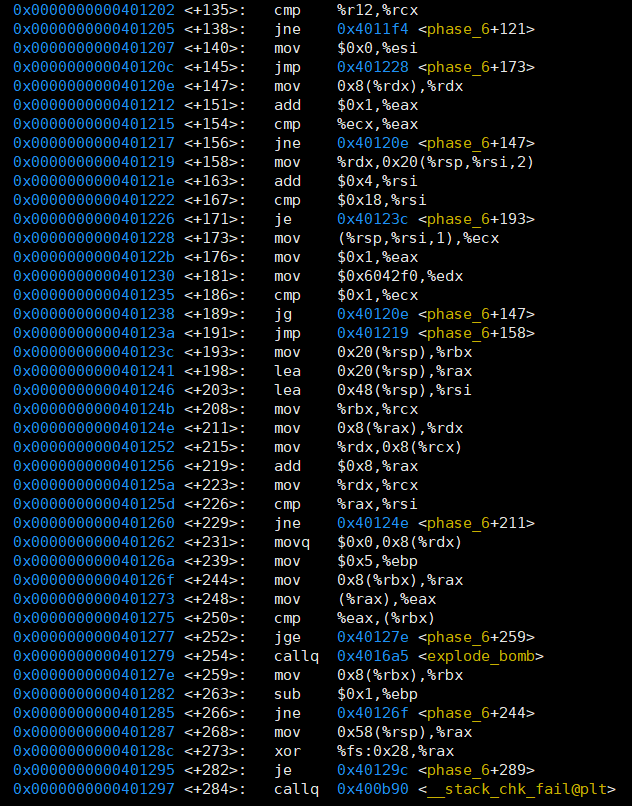 0x0000000000401202 <+135>: cmp %r12,%rcx
0x0000000000401205 <+138>: jne 0x4011f4 <phase_6+121>
0x0000000000401207 <+140>: mov $0x0,%esi
0x000000000040120c <+145>: jmp 0x401228 <phase_6+173>
0x000000000040120e <+147>: mov 0x8(%rdx),%rdx
0x0000000000401212 <+151>: add $0x1,%eax
0x0000000000401215 <+154>: cmp %ecx,%eax
0x0000000000401217 <+156>: jne 0x40120e <phase_6+147>
0x0000000000401219 <+158>: mov %rdx,0x20(%rsp,%rsi,2)
0x000000000040121e <+163>: add $0x4,%rsi
0x0000000000401222 <+167>: cmp $0x18,%rsi
0x0000000000401226 <+171>: je 0x40123c <phase_6+193>
0x0000000000401228 <+173>: mov (%rsp,%rsi,1),%ecx
0x000000000040122b <+176>: mov $0x1,%eax
0x0000000000401230 <+181>: mov $0x6042f0,%edx
0x0000000000401235 <+186>: cmp $0x1,%ecx
0x0000000000401238 <+189>: jg 0x40120e <phase_6+147>
0x000000000040123a <+191>: jmp 0x401219 <phase_6+158>
0x000000000040123c <+193>: mov 0x20(%rsp),%rbx
0x0000000000401241 <+198>: lea 0x20(%rsp),%rax
0x0000000000401246 <+203>: lea 0x48(%rsp),%rsi
0x000000000040124b <+208>: mov %rbx,%rcx
0x000000000040124e <+211>: mov 0x8(%rax),%rdx
0x0000000000401252 <+215>: mov %rdx,0x8(%rcx)
0x0000000000401256 <+219>: add $0x8,%rax
0x000000000040125a <+223>: mov %rdx,%rcx
0x000000000040125d <+226>: cmp %rax,%rsi
0x0000000000401260 <+229>: jne 0x40124e <phase_6+211>
0x0000000000401262 <+231>: movq $0x0,0x8(%rdx)
0x000000000040126a <+239>: mov $0x5,%ebp
0x000000000040126f <+244>: mov 0x8(%rbx),%rax
0x0000000000401273 <+248>: mov (%rax),%eax
0x0000000000401275 <+250>: cmp %eax,(%rbx)
0x0000000000401277 <+252>: jge 0x40127e <phase_6+259>
0x0000000000401279 <+254>: callq 0x4016a5 <explode_bomb>
0x000000000040127e <+259>: mov 0x8(%rbx),%rbx
0x0000000000401282 <+263>: sub $0x1,%ebp
0x0000000000401285 <+266>: jne 0x40126f <phase_6+244>
0x0000000000401287 <+268>: mov 0x58(%rsp),%rax
0x000000000040128c <+273>: xor %fs:0x28,%rax
0x0000000000401295 <+282>: je 0x40129c <phase_6+289>
0x0000000000401297 <+284>: callq 0x400b90 <__stack_chk_fail@plt>